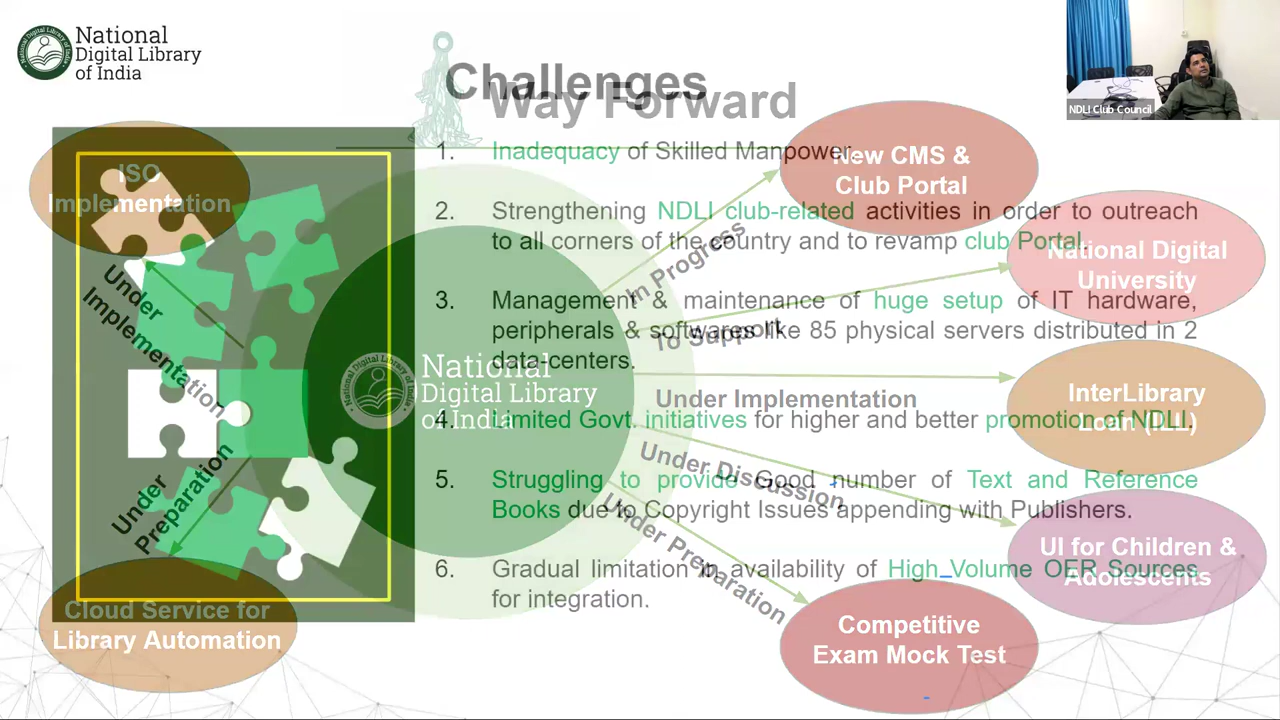 National
Digital Library
of India
Challenges
Way Forward
NDLI Club Council
1. Inadequacy of Skilled Manpower.
2. Strengthening NDLI club-related activities in order to outreach
to all corners of the country and to revamp club Portal.
3. Management & maintenance of huge setup of IT hardware,
peripherals & softwares like 85 physical servers distributed in 2
data-centers.
4. Limited Govt. initiatives for higher and better promotion of NDLI.
5. Struggling to provide Good number of Text and Reference
Books due to Copyright Issues appending with Publishers.
6. Gradual limitation in availability of High_Volume OER Sources
for integration.
ISO
Implementation
Under
Implementation
Under
Preparation
Cloud Service for
Library Automation
National
Digital Library
of India
In Progress
New CMS &
Club Portal
To Support
National Digital
University
Under Implementation
InterLibrary
Loan (ILL)
Under Discussion
UI for Children &
Adolescents
Under Preparation
Competitive
Exam Mock Test